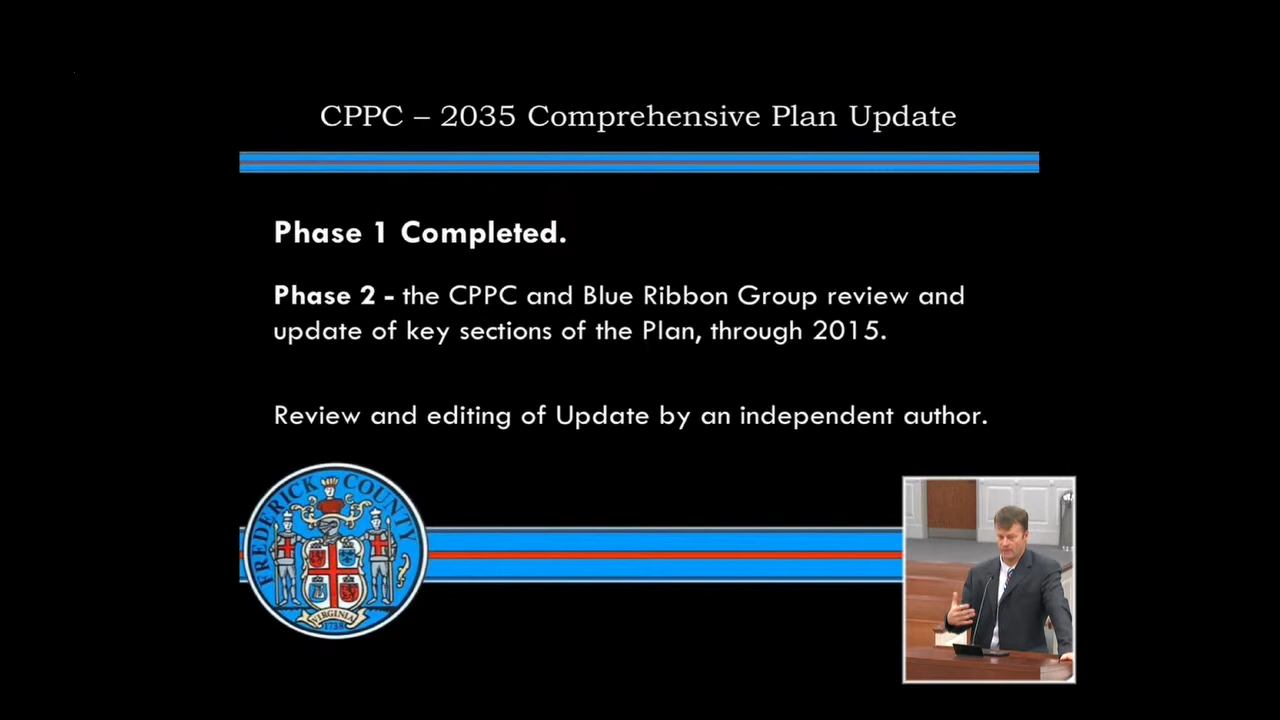 CPPC – 2035 Comprehensive Plan Update
Phase 1 Completed.
Phase 2 - the CPPC and Blue Ribbon Group review and
update of key sections of the Plan, through 2015.
Review and editing of Update by an independent author.
FREDERICK COUNTY
VIRGINIA
1738